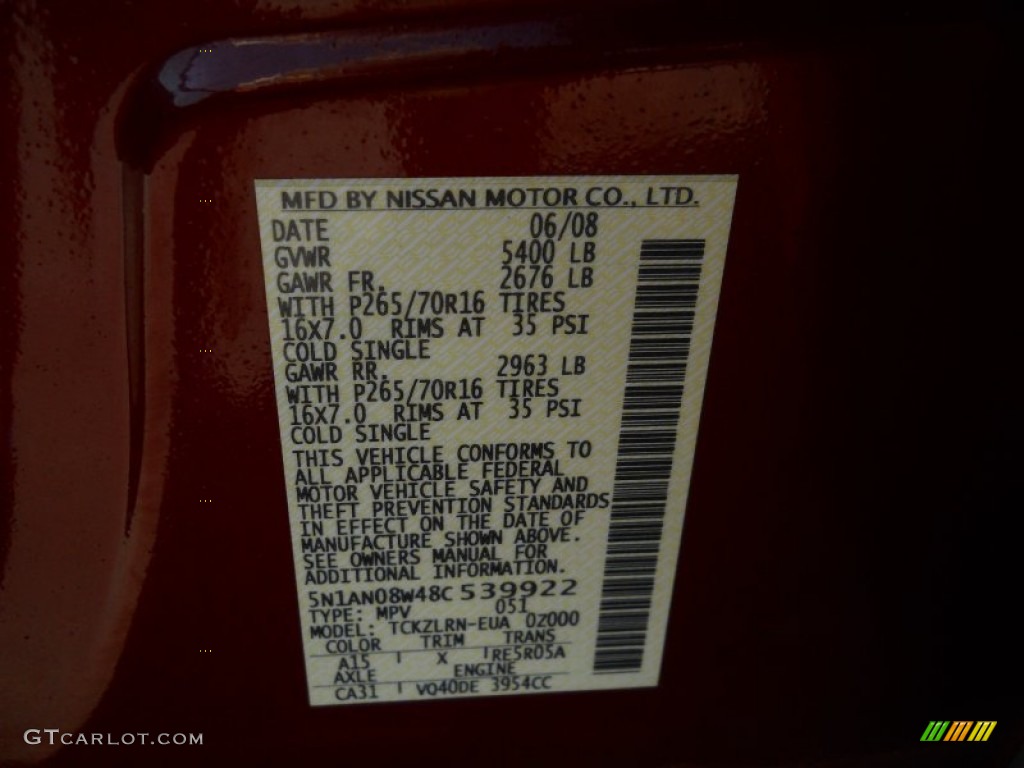 MFD BY NISSAN MOTOR CO., LTD.
DATE 06/08
GVWR 5400 LB
GAWR FR. 2676 LB
WITH P265/70R16 TIRES
16X7.0 RIMS AT 35 PSI
COLD SINGLE
GAWR RR. 2963 LB
WITH P265/70R16 TIRES
16X7.0 RIMS AT 35 PSI
COLD SINGLE
THIS VEHICLE CONFORMS TO
ALL APPLICABLE FEDERAL
MOTOR VEHICLE SAFETY AND
THEFT PREVENTION STANDARDS
IN EFFECT ON THE DATE OF
MANUFACTURE SHOWN ABOVE.
SEE OWNERS MANUAL FOR
ADDITIONAL INFORMATION.
5N1AN08W48C539922
TYPE: MPV 051
MODEL: TCKZLRN-EUA 0Z000
COLOR TRIM TRANS
A15 X RE5R05A
AXLE ENGINE
CA31 VQ40DE 3954CC
GTCARLOT.COM